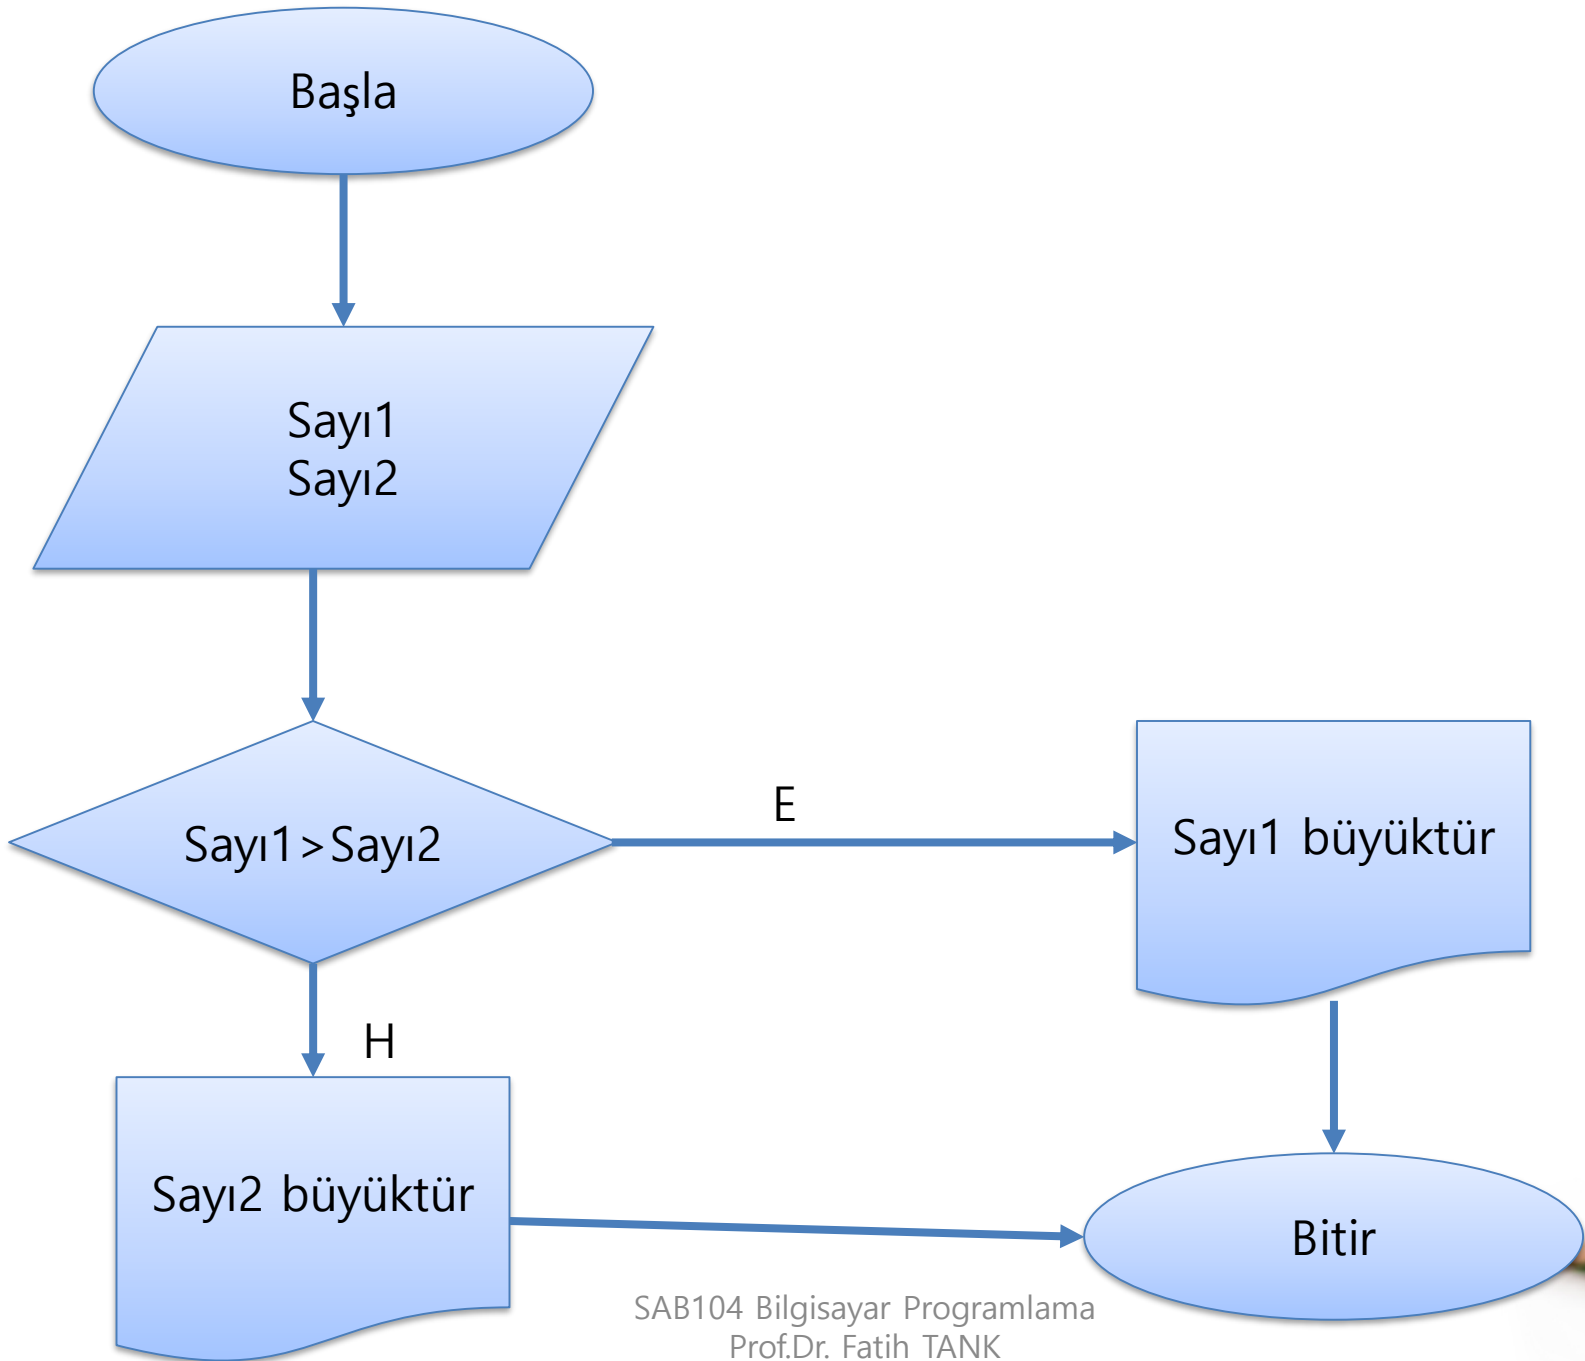 Başla
Sayı1
Sayı2
Sayı1>Sayı2
E
Sayı1 büyüktür
H
Sayı2 büyüktür
Bitir
SAB104 Bilgisayar Programlama
Prof.Dr. Fatih TANK